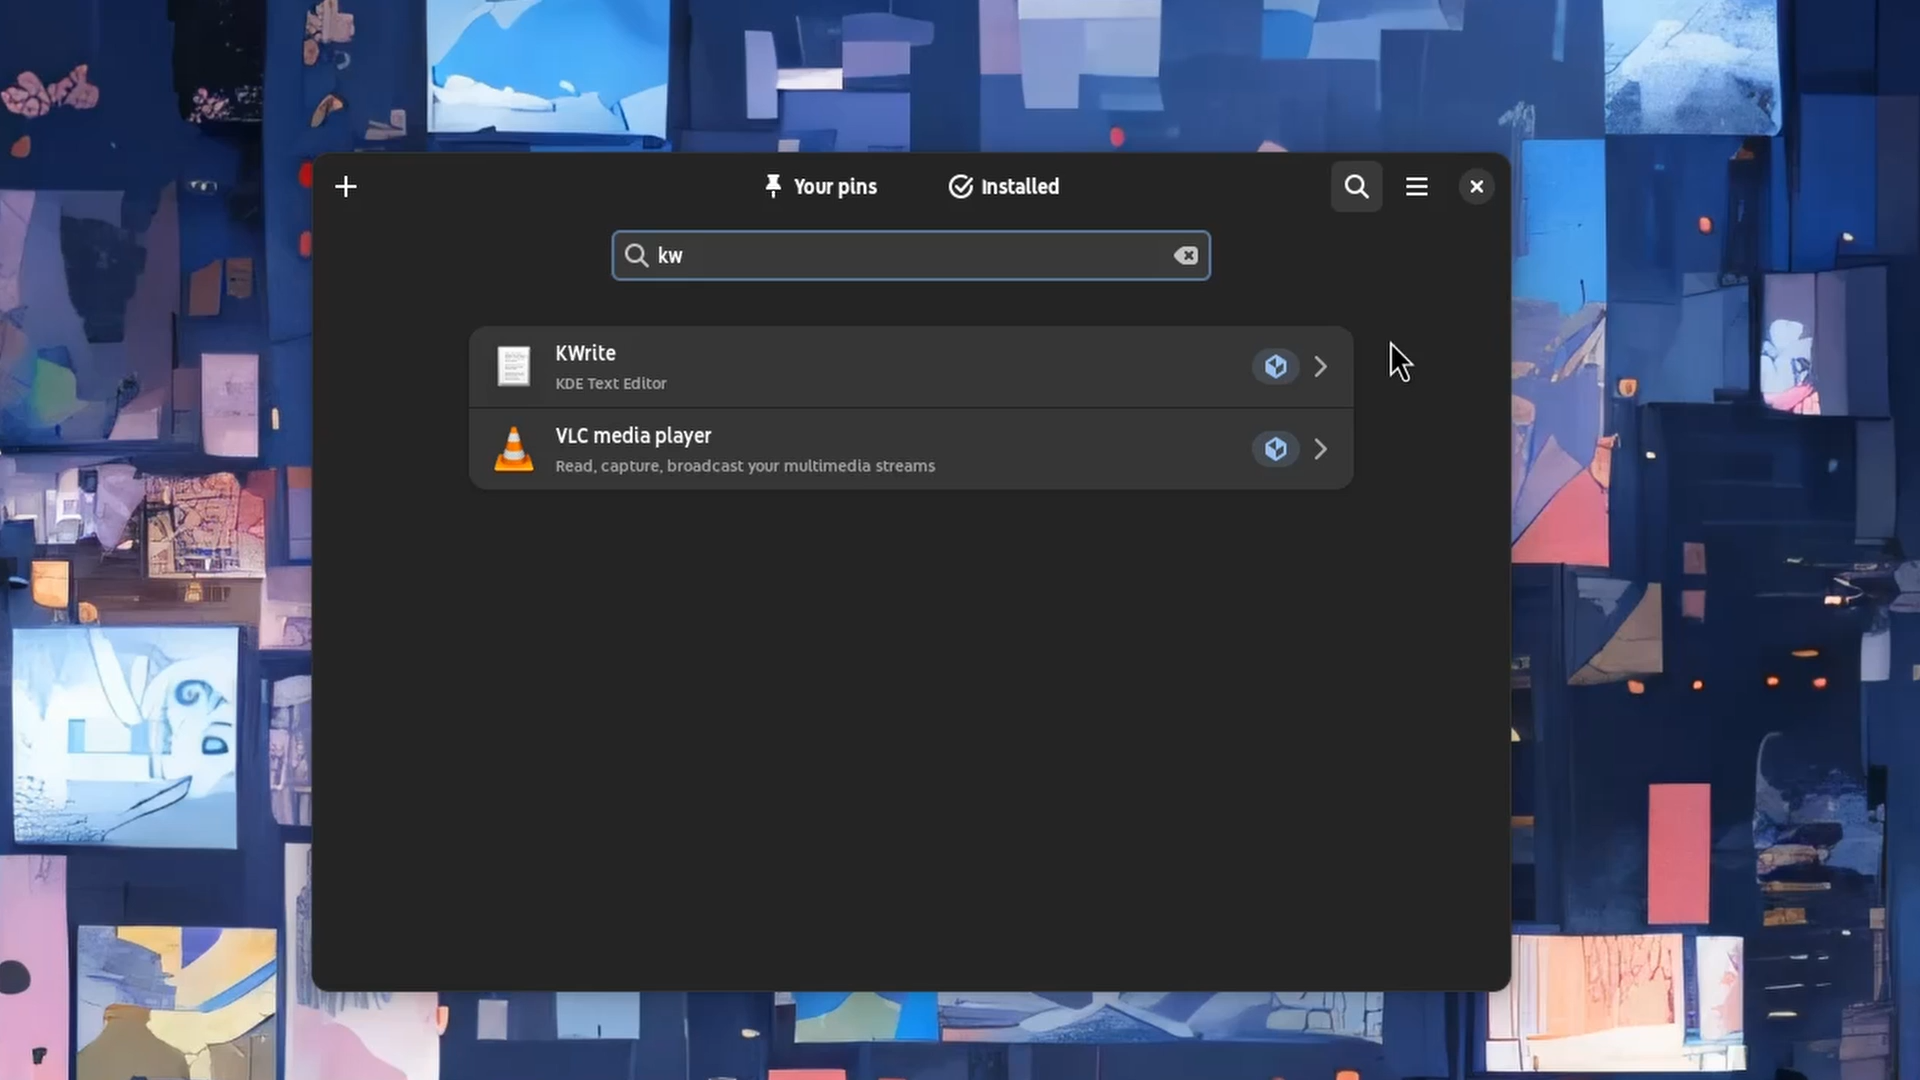 Your pins
Installed
kw
KWrite
KDE Text Editor
VLC media player
Read, capture, broadcast your multimedia streams